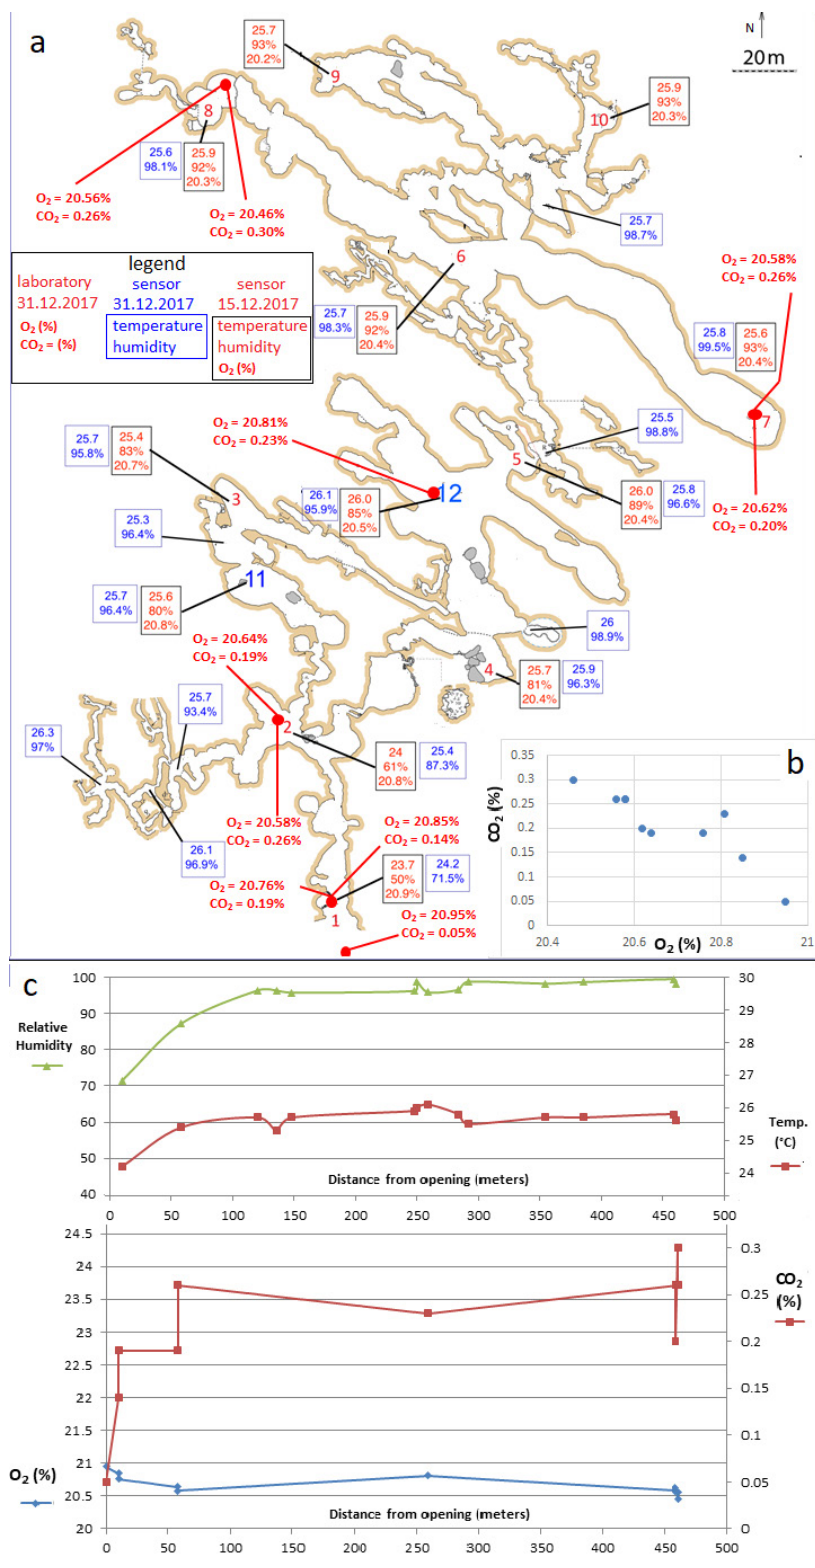 a
N
20m
25.7
93%
20.2%
9
8
10
25.9
93%
20.3%
25.6
98.1%
25.9
92%
20.3%
O2 = 20.56%
CO2 = 0.26%
O2 = 20.46%
CO2 = 0.30%
25.7
98.7%
6
legend
laboratory
31.12.2017
O2 (%)
CO2 = (%)
sensor
31.12.2017
temperature
humidity
sensor
15.12.2017
temperature
humidity
O2 (%)
O2 = 20.58%
CO2 = 0.26%
25.7
98.3%
25.9
92%
20.4%
25.8
99.5%
25.6
93%
20.4%
7
O2 = 20.81%
CO2 = 0.23%
25.5
98.8%
25.7
95.8%
25.4
83%
20.7%
5
3
12
26.1
95.9%
26.0
85%
20.5%
26.0
89%
20.4%
25.8
96.6%
O2 = 20.62%
CO2 = 0.20%
25.3
96.4%
11
25.7
96.4%
25.6
80%
20.8%
26
98.9%
O2 = 20.64%
CO2 = 0.19%
4
25.7
81%
20.4%
25.9
96.3%
25.7
93.4%
26.3
97%
2
24
61%
20.8%
25.4
87.3%
26.1
96.9%
O2 = 20.58%
CO2 = 0.26%
O2 = 20.85%
CO2 = 0.14%
23.7
50%
20.9%
24.2
71.5%
O2 = 20.76%
CO2 = 0.19%
1
O2 = 20.95%
CO2 = 0.05%
b
0.35
0.3
0.25
0.2
0.15
0.1
0.05
0
CO2 (%)
20.4 20.6 20.8 21
O2 (%)
c
Relative
Humidity
100
90
80
70
60
50
40
30
29
28
27
26
25
24
Temp.
(°C)
Distance from opening (meters)
0 50 100 150 200 250 300 350 400 450 500
24.5
24
23.5
23
22.5
22
21.5
21
20.5
20
O2 (%)
0.3
0.25
0.2
0.15
0.1
0.05
0
CO2
(%)
Distance from opening (meters)
0 50 100 150 200 250 300 350 400 450 500